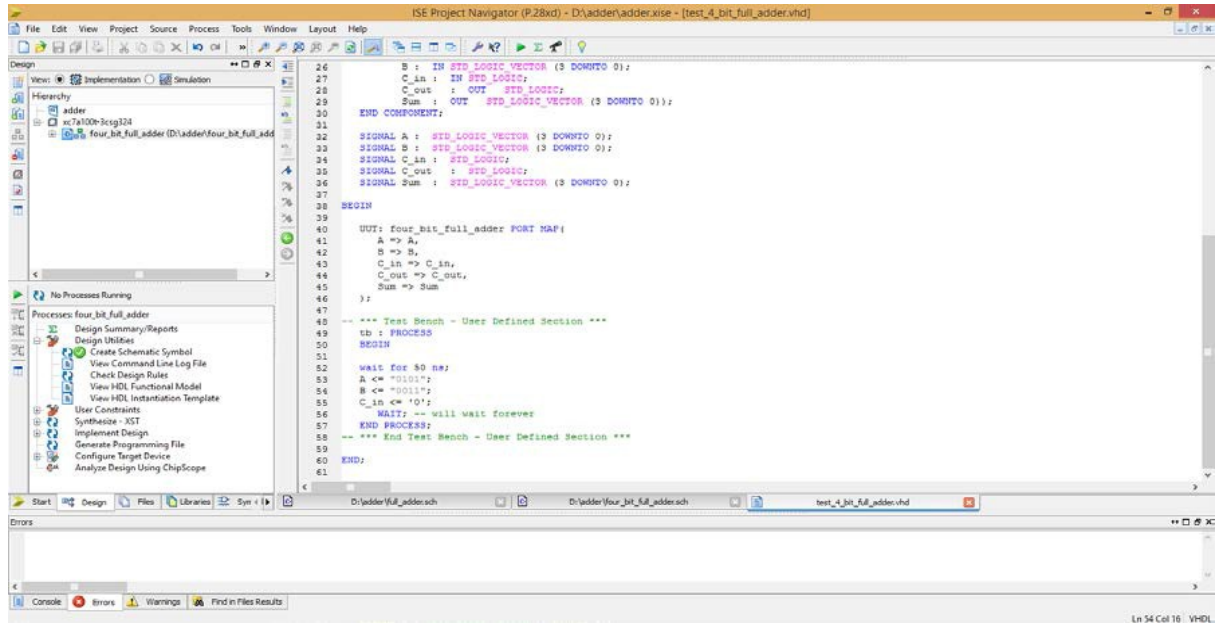 ISE Project Navigator (P.28xd) - D:\adder\adder.xise - [test_4_bit_full_adder.vhd]
File Edit View Project Source Process Tools Window Layout Help
Design
View: Implementation Simulation
Hierarchy
adder
xc7a100t-3csg324
four_bit_full_adder (D:\adder\four_bit_full_add
No Processes Running
Processes: four_bit_full_adder
Design Summary/Reports
Design Utilities
Create Schematic Symbol
View Command Line Log File
Check Design Rules
View HDL Functional Model
View HDL Instantiation Template
User Constraints
Synthesize - XST
Implement Design
Generate Programming File
Configure Target Device
Analyze Design Using ChipScope
Start Design Files Libraries Syn
26 B : IN STD_LOGIC_VECTOR (3 DOWNTO 0);
27 C_in : IN STD_LOGIC;
28 C_out : OUT STD_LOGIC;
29 Sum : OUT STD_LOGIC_VECTOR (3 DOWNTO 0));
30 END COMPONENT;
31
32 SIGNAL A : STD_LOGIC_VECTOR (3 DOWNTO 0);
33 SIGNAL B : STD_LOGIC_VECTOR (3 DOWNTO 0);
34 SIGNAL C_in : STD_LOGIC;
35 SIGNAL C_out : STD_LOGIC;
36 SIGNAL Sum : STD_LOGIC_VECTOR (3 DOWNTO 0);
37
38 BEGIN
39
40 UUT: four_bit_full_adder PORT MAP(
41 A => A,
42 B => B,
43 C_in => C_in,
44 C_out => C_out,
45 Sum => Sum
46 );
47
48 -- *** Test Bench - User Defined Section ***
49 tb : PROCESS
50 BEGIN
51
52 wait for 50 ns;
53 A <= "0101";
54 B <= "0011";
55 C_in <= '0';
56 WAIT; -- will wait forever
57 END PROCESS;
58 -- *** End Test Bench - User Defined Section ***
59
60 END;
61
D:\adder\full_adder.sch D:\adder\four_bit_full_adder.sch test_4_bit_full_adder.vhd
Errors
Console Errors Warnings Find in Files Results
Ln 54 Col 16 VHDL